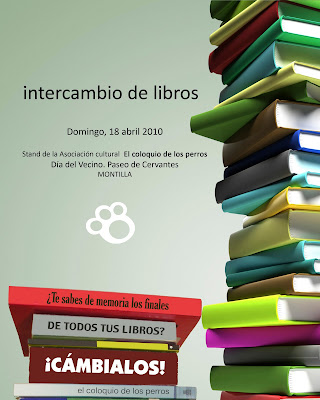 intercambio de libros
Domingo, 18 abril 2010
Stand de la Asociación cultural El coloquio de los perros
Día del Vecino. Paseo de Cervantes
MONTILLA
¿Te sabes de memoria los finales
DE TODOS TUS LIBROS?
¡CÁMBIALOS!
el coloquio de los perros